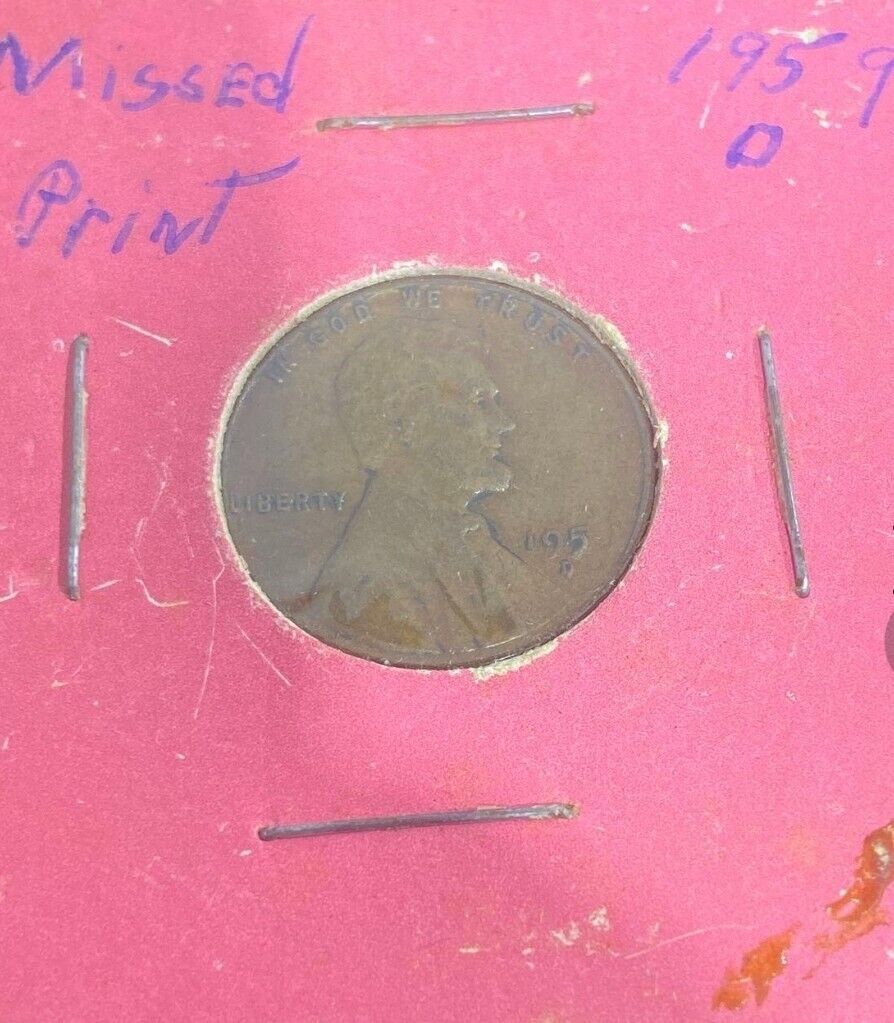 Missed
Print
1959
D
IN GOD WE TRUST
LIBERTY
195
D